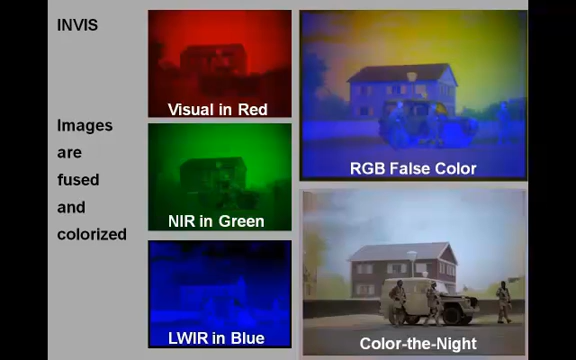 INVIS
Images
are
fused
and
colorized
Visual in Red
NIR in Green
LWIR in Blue
RGB False Color
Color-the-Night